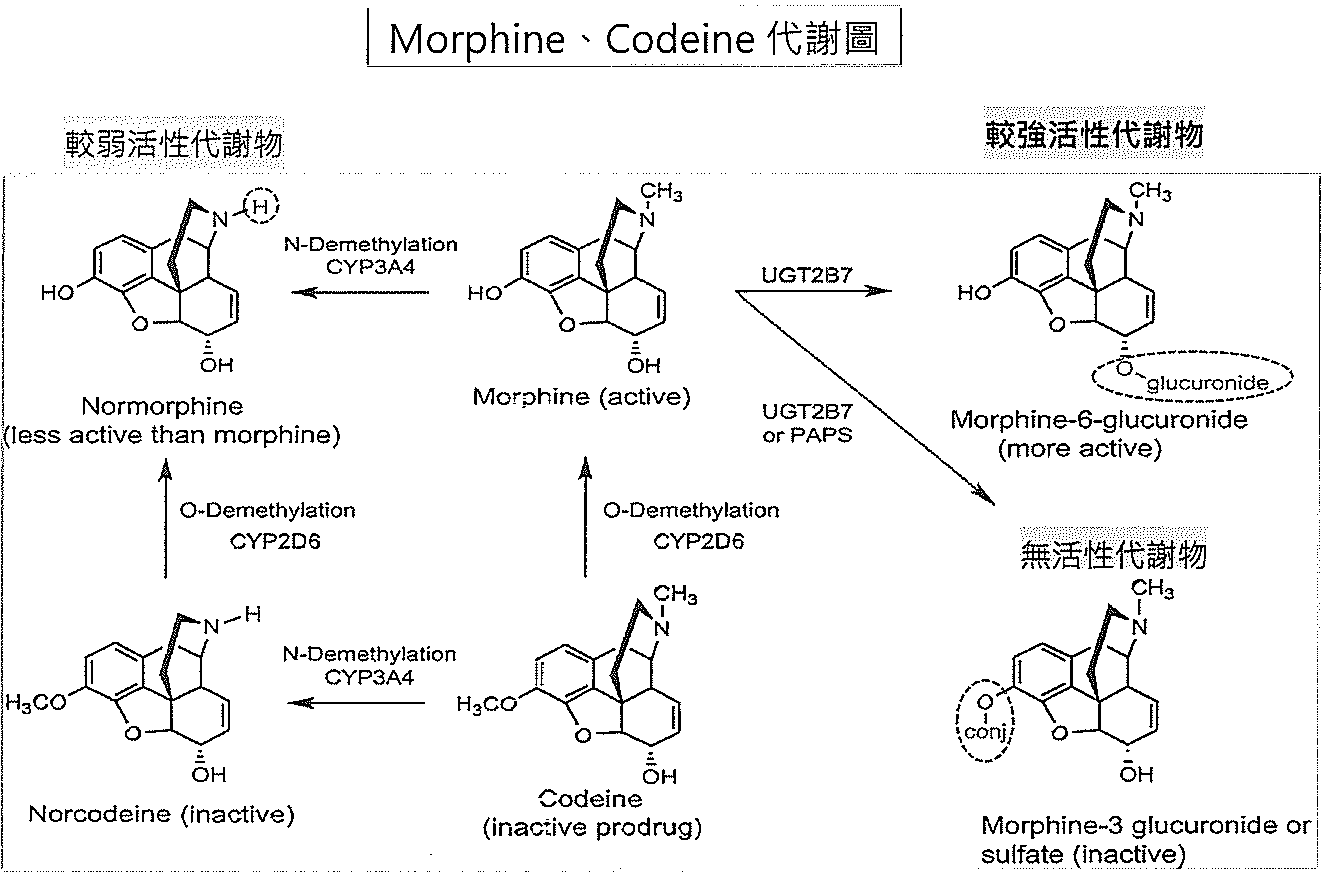 Morphine、Codeine 代謝圖
較弱活性代謝物
較強活性代謝物
N
H
HO
O
OH
Normorphine
(less active than morphine)
N-Demethylation
CYP3A4
CH3
N
HO
O
OH
Morphine (active)
UGT2B7
UGT2B7
or PAPS
CH3
N
HO
O
O
glucuronide
Morphine-6-glucuronide
(more active)
O-Demethylation
CYP2D6
O-Demethylation
CYP2D6
無活性代謝物
N
H
H3CO
O
OH
Norcodeine (inactive)
N-Demethylation
CYP3A4
CH3
N
H3CO
O
OH
Codeine
(inactive prodrug)
CH3
N
O
conj
O
OH
Morphine-3 glucuronide or
sulfate (inactive)